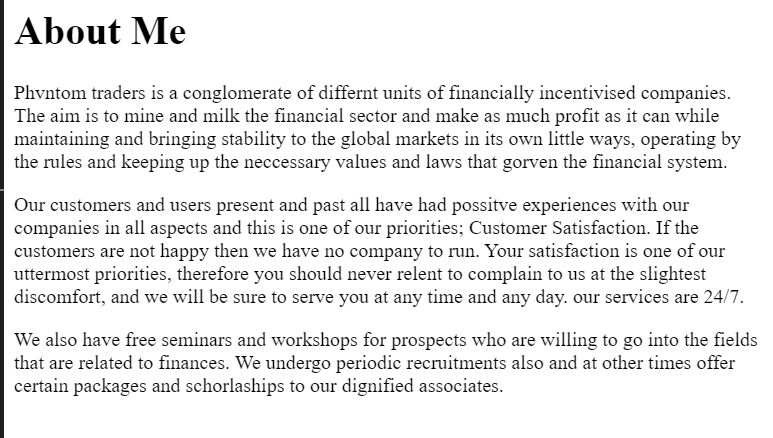 About Me
Phvntom traders is a conglomerate of differnt units of financially incentivised companies.
The aim is to mine and milk the financial sector and make as much profit as it can while
maintaining and bringing stability to the global markets in its own little ways, operating by
the rules and keeping up the neccessary values and laws that gorven the financial system.
Our customers and users present and past all have had possitve experiences with our
companies in all aspects and this is one of our priorities; Customer Satisfaction. If the
customers are not happy then we have no company to run. Your satisfaction is one of our
uttermost priorities, therefore you should never relent to complain to us at the slightest
discomfort, and we will be sure to serve you at any time and any day. our services are 24/7.
We also have free seminars and workshops for prospects who are willing to go into the fields
that are related to finances. We undergo periodic recruitments also and at other times offer
certain packages and schorlaships to our dignified associates.